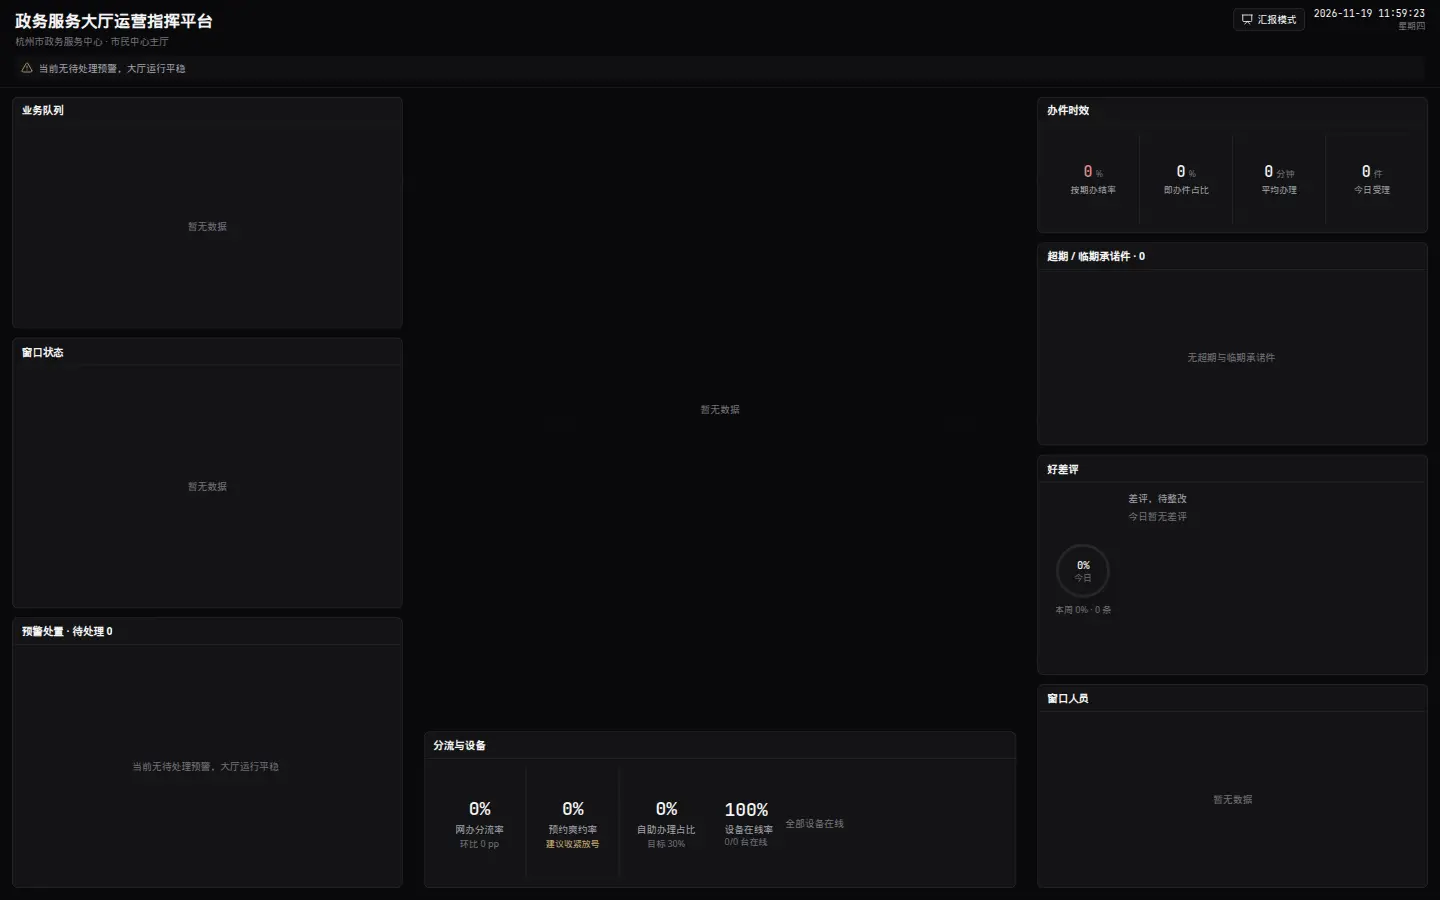 政务服务大厅运营指挥平台
杭州市政务服务中心 · 市民中心主厅
汇报模式
2026-11-19 11:59:23
星期四
当前无待处理预警，大厅运行平稳
业务队列
暂无数据
窗口状态
暂无数据
预警处置 · 待处理 0
当前无待处理预警，大厅运行平稳
暂无数据
分流与设备
0%
网办分流率
环比 0 pp
0%
预约爽约率
建议收紧放号
0%
自助办理占比
目标 30%
100%
设备在线率
0/0 台在线
全部设备在线
办件时效
0 %
按期办结率
0 %
即办件占比
0 分钟
平均办理
0 件
今日受理
超期 / 临期承诺件 · 0
无超期与临期承诺件
好差评
差评，待整改
今日暂无差评
0%
今日
本周 0% · 0 条
窗口人员
暂无数据